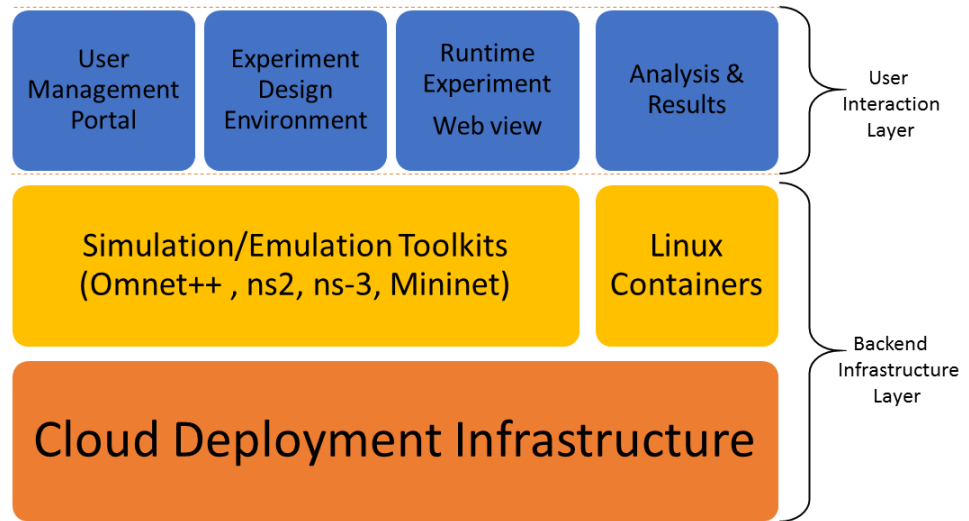 User
Management
Portal
Experiment
Design
Environment
Runtime
Experiment
Web view
Analysis &
Results
User
Interaction
Layer
Simulation/Emulation Toolkits
(Omnet++ , ns2, ns-3, Mininet)
Linux
Containers
Backend
Infrastructure
Layer
Cloud Deployment Infrastructure